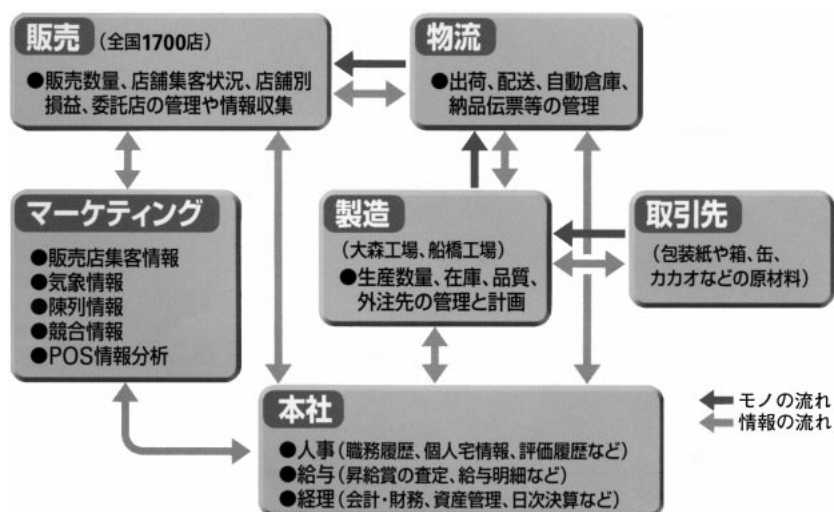 販売（全国1700店）
●販売数量、店舗集客状況、店舗別
損益、委託店の管理や情報収集
物流
●出荷、配送、自動倉庫、
納品伝票等の管理
マーケティング
●販売店集客情報
●気象情報
●陳列情報
●競合情報
●POS情報分析
製造
（大森工場、船橋工場）
●生産数量、在庫、品質、
外注先の管理と計画
取引先
（包装紙や箱、缶、
カカオなどの原材料）
本社
●人事（職務履歴、個人宅情報、評価履歴など）
●給与（昇給賞の査定、給与明細など）
●経理（会計・財務、資産管理、日次決算など）
モノの流れ
情報の流れ